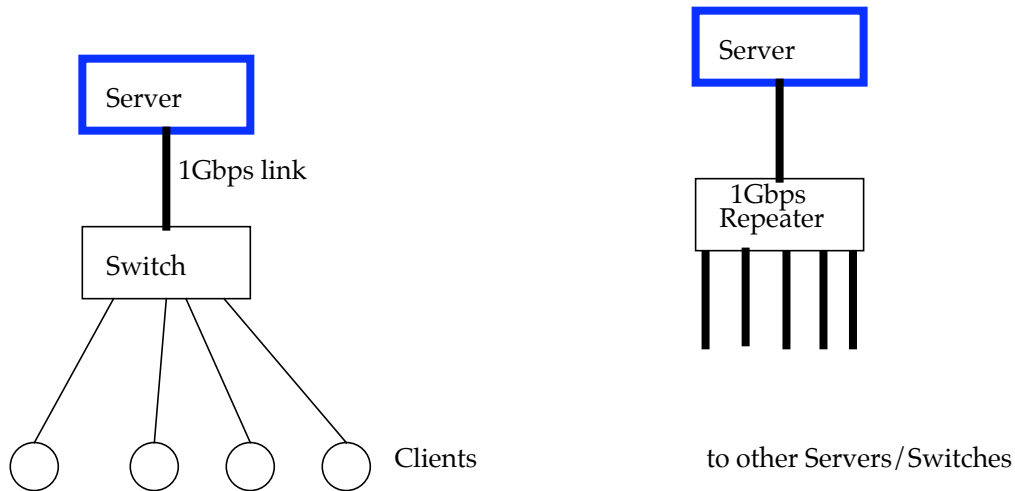 Server
1Gbps link
Switch
Clients
Server
1Gbps
Repeater
to other Servers/Switches